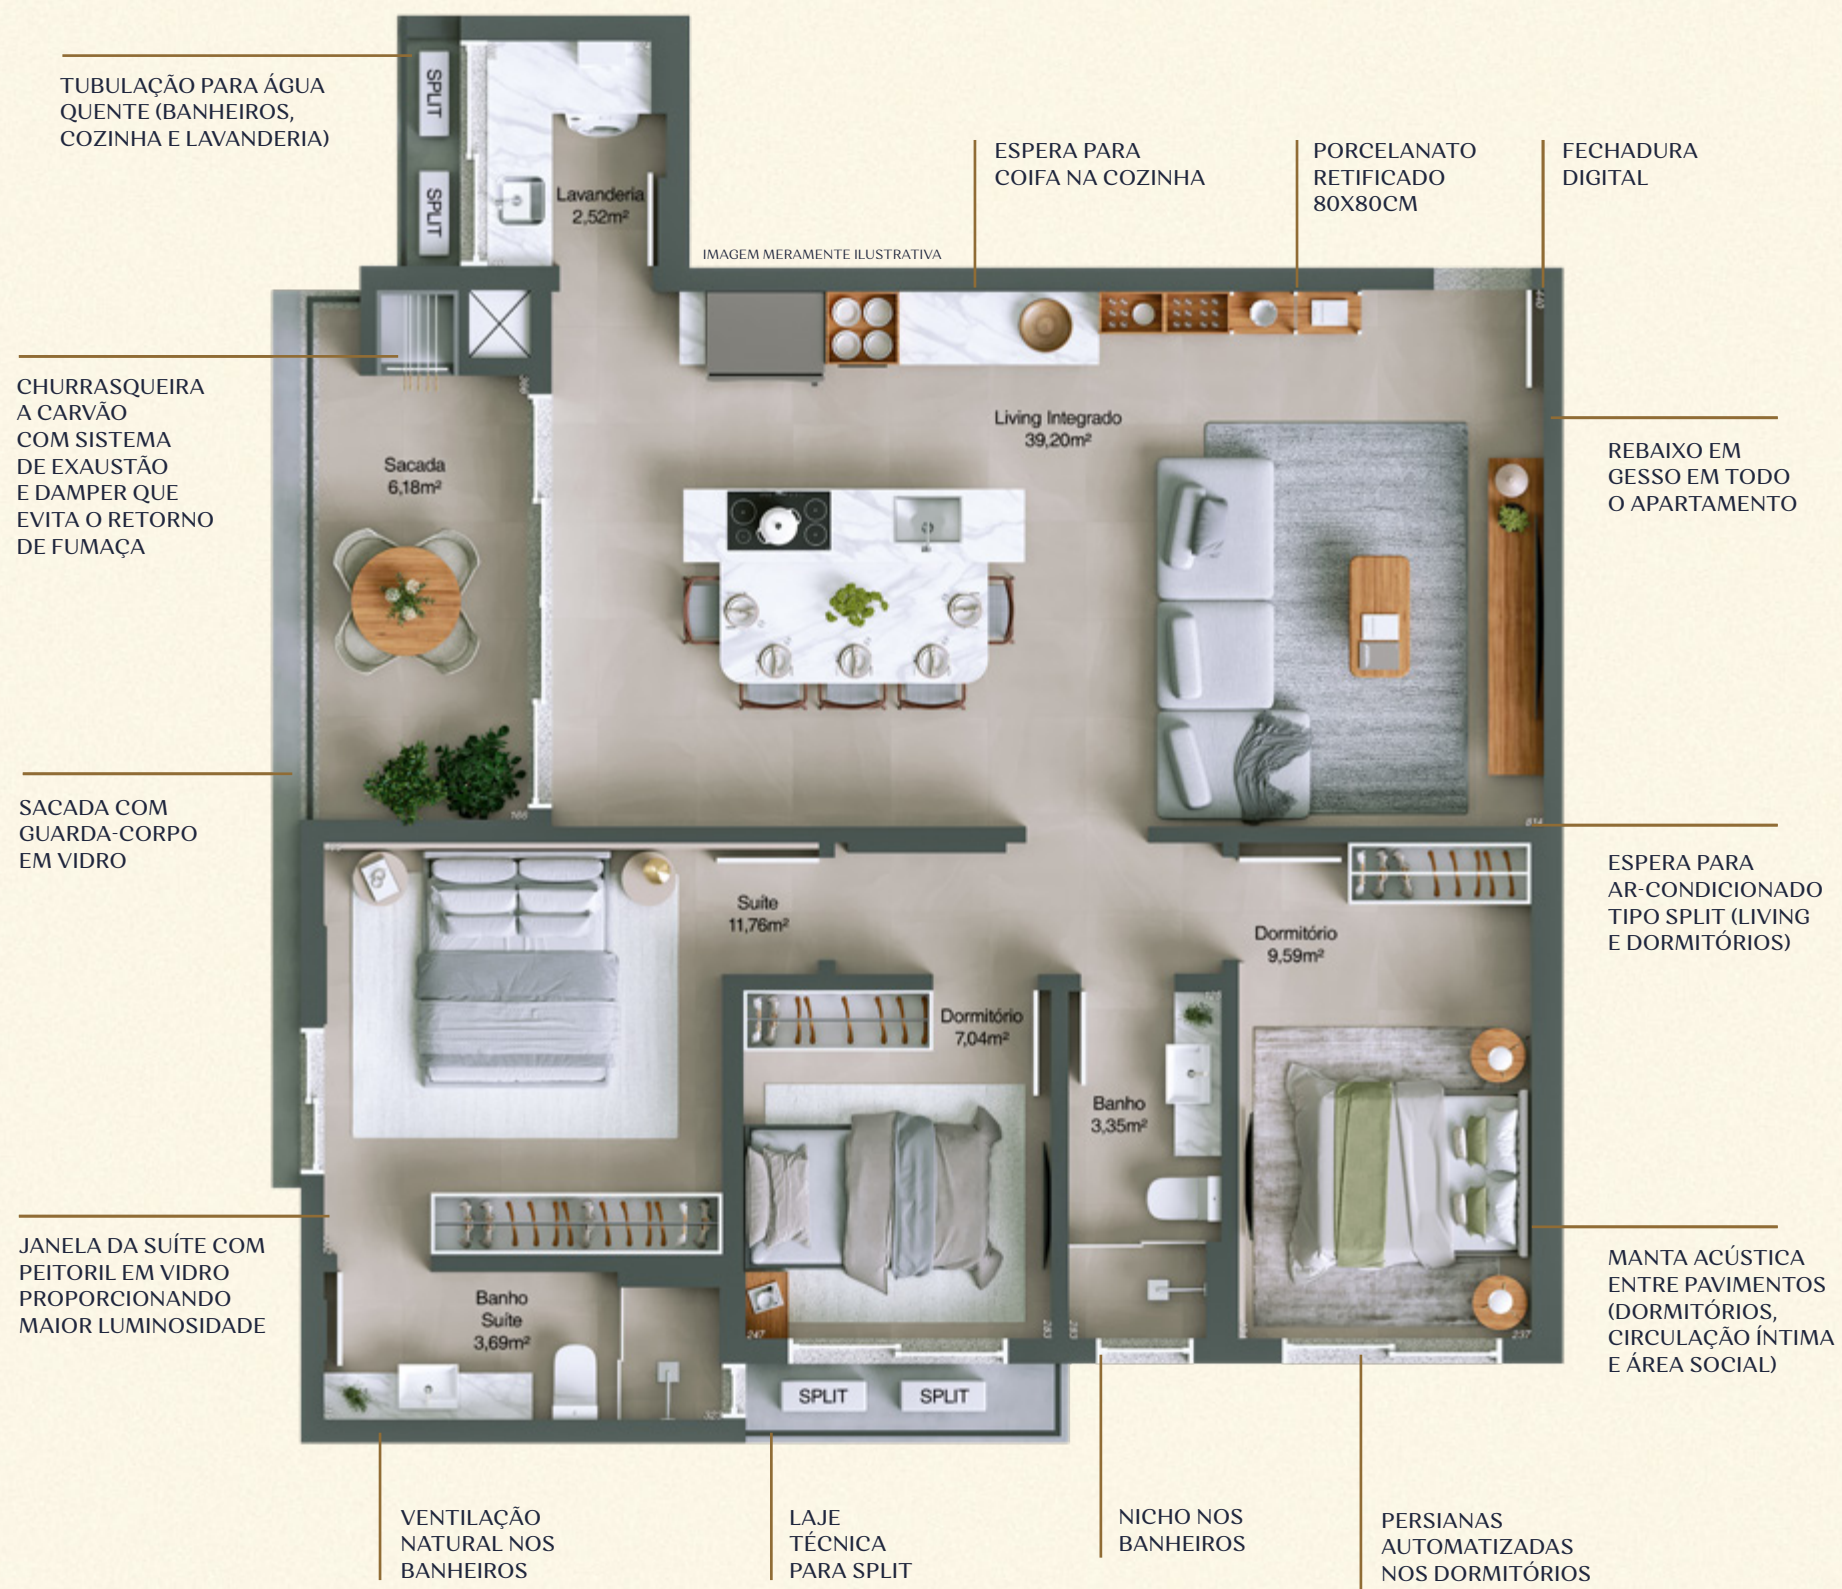 TUBULAÇÃO PARA ÁGUA
QUENTE (BANHEIROS,
COZINHA E LAVANDERIA)
SPLIT
SPLIT
Lavanderia
2,52m²
ESPERA PARA
COIFA NA COZINHA
PORCELANATO
RETIFICADO
80X80CM
FECHADURA
DIGITAL
IMAGEM MERAMENTE ILUSTRATIVA
CHURRASQUEIRA
A CARVÃO
COM SISTEMA
DE EXAUSTÃO
E DAMPER QUE
EVITA O RETORNO
DE FUMAÇA
Sacada
6,18m²
Living Integrado
39,20m²
REBAIXO EM
GESSO EM TODO
O APARTAMENTO
SACADA COM
GUARDA-CORPO
EM VIDRO
166
614
ESPERA PARA
AR-CONDICIONADO
TIPO SPLIT (LIVING
E DORMITÓRIOS)
Suíte
11,76m²
Dormitório
9,59m²
Dormitório
7,04m²
Banho
3,35m²
JANELA DA SUÍTE COM
PEITORIL EM VIDRO
PROPORCIONANDO
MAIOR LUMINOSIDADE
Banho
Suíte
3,69m²
247
283
283
237
MANTA ACÚSTICA
ENTRE PAVIMENTOS
(DORMITÓRIOS,
CIRCULAÇÃO ÍNTIMA
E ÁREA SOCIAL)
SPLIT
SPLIT
VENTILAÇÃO
NATURAL NOS
BANHEIROS
LAJE
TÉCNICA
PARA SPLIT
NICHO NOS
BANHEIROS
PERSIANAS
AUTOMATIZADAS
NOS DORMITÓRIOS